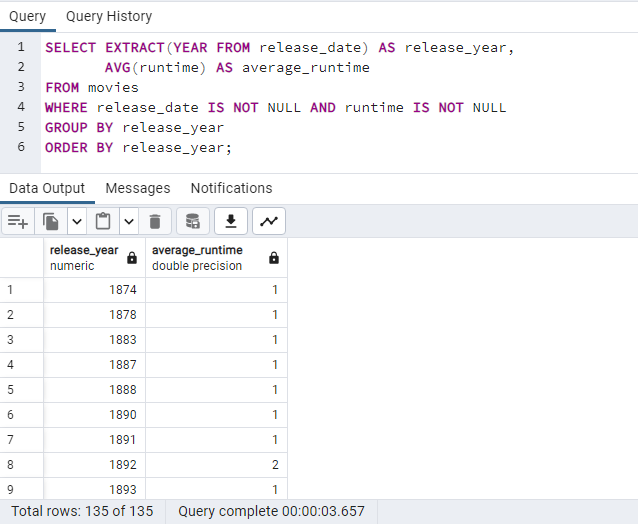 Query Query History
1 SELECT EXTRACT(YEAR FROM release_date) AS release_year,
2 AVG(runtime) AS average_runtime
3 FROM movies
4 WHERE release_date IS NOT NULL AND runtime IS NOT NULL
5 GROUP BY release_year
6 ORDER BY release_year;
Data Output Messages Notifications
release_year average_runtime
numeric double precision
1 1874 1
2 1878 1
3 1883 1
4 1887 1
5 1888 1
6 1890 1
7 1891 1
8 1892 2
9 1893 1
Total rows: 135 of 135 Query complete 00:00:03.657